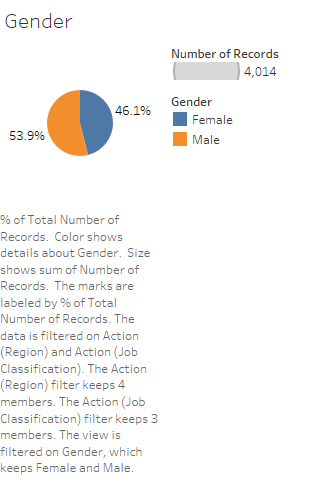 Gender
Number of Records
4,014
Gender
Female
Male
46.1%
53.9%
% of Total Number of
Records.  Color shows
details about Gender.  Size
shows sum of Number of
Records.  The marks are
labeled by % of Total
Number of Records. The
data is filtered on Action
(Region) and Action (Job
Classification). The Action
(Region) filter keeps 4
members. The Action (Job
Classification) filter keeps 3
members. The view is
filtered on Gender, which
keeps Female and Male.